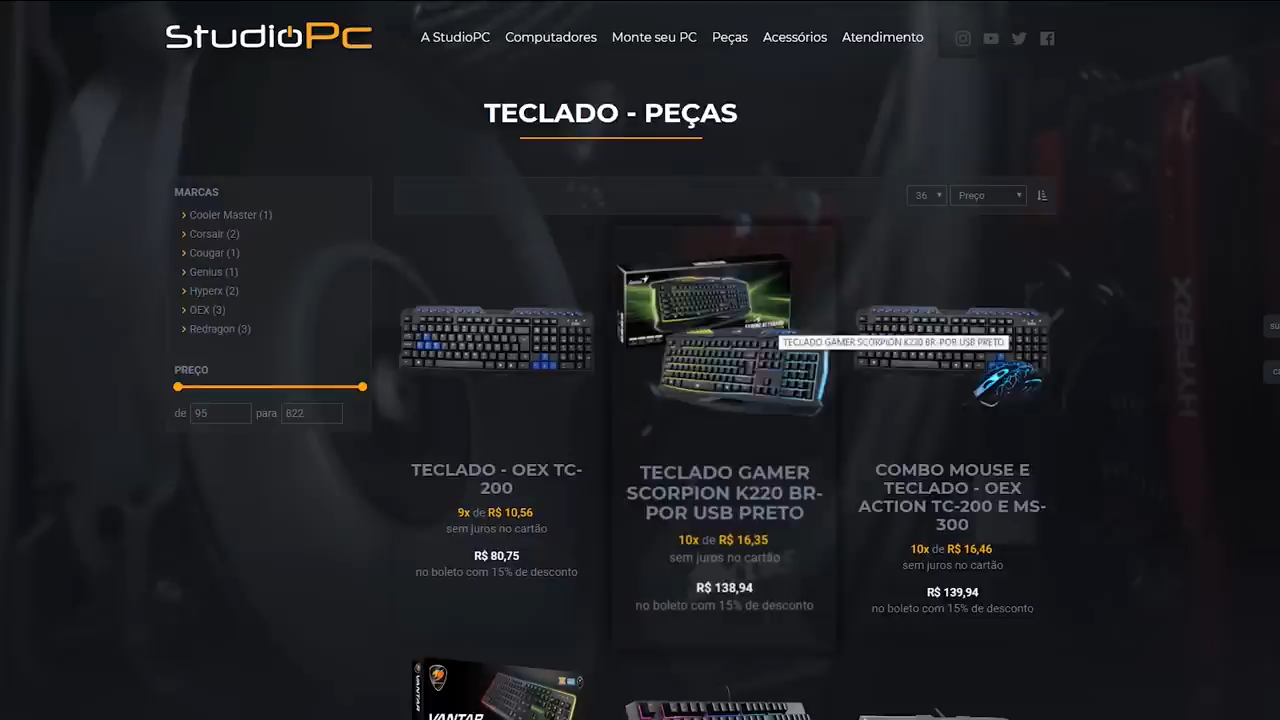 StudioPc
A StudioPC Computadores Monte seu PC Peças Acessórios Atendimento
TECLADO - PEÇAS
MARCAS
Cooler Master (1)
Corsair (2)
Cougar (1)
Genius (1)
Hyperx (2)
OEX (3)
Redragon (3)
PREÇO
de 95 para 822
36 Preço
TECLADO GAMER SCORPION K220 BR-POR USB PRETO
HYPERX
TECLADO - OEX TC-
200
9x de R$ 10,56
sem juros no cartão
R$ 80,75
no boleto com 15% de desconto
TECLADO GAMER
SCORPION K220 BR-
POR USB PRETO
10x de R$ 16,35
sem juros no cartão
R$ 138,94
no boleto com 15% de desconto
COMBO MOUSE E
TECLADO - OEX
ACTION TC-200 E MS-
300
10x de R$ 16,46
sem juros no cartão
R$ 139,94
no boleto com 15% de desconto
VANTAR
VANTAR